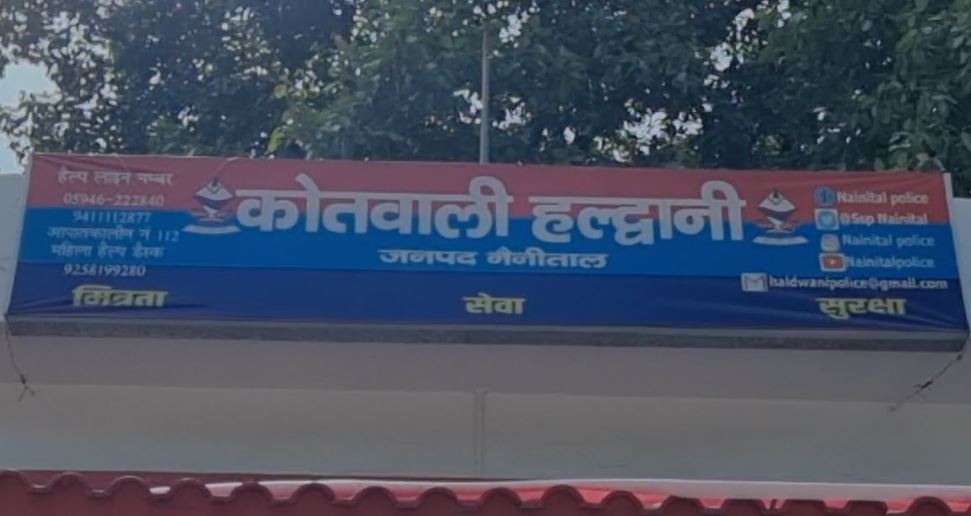 हैल्प लाइन नम्बर
05946-222840
9411112877
आपातकालीन नं 112
महिला हैल्प डैस्क
9258199280
कोतवाली हल्द्वानी
जनपद नैनीताल
Nainital police
@Ssp Nainital
Nainital police
Nainitalpolice
haldwanipolice@gmail.com
मित्रता सेवा सुरक्षा